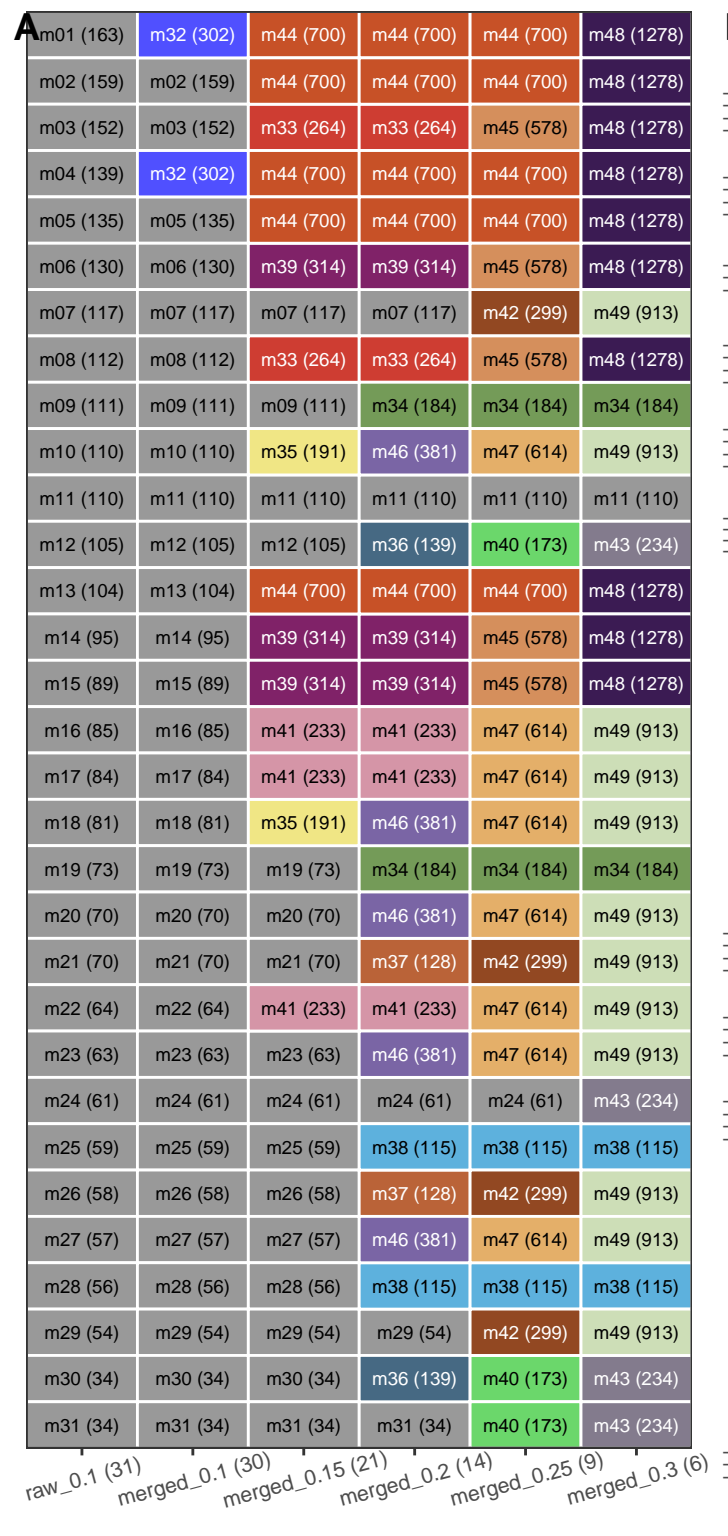 A
m01 (163) m32 (302) m44 (700) m44 (700) m44 (700) m48 (1278)
m02 (159) m02 (159) m44 (700) m44 (700) m44 (700) m48 (1278)
m03 (152) m03 (152) m33 (264) m33 (264) m45 (578) m48 (1278)
m04 (139) m32 (302) m44 (700) m44 (700) m44 (700) m48 (1278)
m05 (135) m05 (135) m44 (700) m44 (700) m44 (700) m48 (1278)
m06 (130) m06 (130) m39 (314) m39 (314) m45 (578) m48 (1278)
m07 (117) m07 (117) m07 (117) m07 (117) m42 (299) m49 (913)
m08 (112) m08 (112) m33 (264) m33 (264) m45 (578) m48 (1278)
m09 (111) m09 (111) m09 (111) m34 (184) m34 (184) m34 (184)
m10 (110) m10 (110) m35 (191) m46 (381) m47 (614) m49 (913)
m11 (110) m11 (110) m11 (110) m11 (110) m11 (110) m11 (110)
m12 (105) m12 (105) m12 (105) m36 (139) m40 (173) m43 (234)
m13 (104) m13 (104) m44 (700) m44 (700) m44 (700) m48 (1278)
m14 (95) m14 (95) m39 (314) m39 (314) m45 (578) m48 (1278)
m15 (89) m15 (89) m39 (314) m39 (314) m45 (578) m48 (1278)
m16 (85) m16 (85) m41 (233) m41 (233) m47 (614) m49 (913)
m17 (84) m17 (84) m41 (233) m41 (233) m47 (614) m49 (913)
m18 (81) m18 (81) m35 (191) m46 (381) m47 (614) m49 (913)
m19 (73) m19 (73) m19 (73) m34 (184) m34 (184) m34 (184)
m20 (70) m20 (70) m20 (70) m46 (381) m47 (614) m49 (913)
m21 (70) m21 (70) m21 (70) m37 (128) m42 (299) m49 (913)
m22 (64) m22 (64) m41 (233) m41 (233) m47 (614) m49 (913)
m23 (63) m23 (63) m23 (63) m46 (381) m47 (614) m49 (913)
m24 (61) m24 (61) m24 (61) m24 (61) m24 (61) m43 (234)
m25 (59) m25 (59) m25 (59) m38 (115) m38 (115) m38 (115)
m26 (58) m26 (58) m26 (58) m37 (128) m42 (299) m49 (913)
m27 (57) m27 (57) m27 (57) m46 (381) m47 (614) m49 (913)
m28 (56) m28 (56) m28 (56) m38 (115) m38 (115) m38 (115)
m29 (54) m29 (54) m29 (54) m29 (54) m42 (299) m49 (913)
m30 (34) m30 (34) m30 (34) m36 (139) m40 (173) m43 (234)
m31 (34) m31 (34) m31 (34) m31 (34) m40 (173) m43 (234)
raw_0.1 (31) merged_0.1 (30) merged_0.15 (21) merged_0.2 (14) merged_0.25 (9) merged_0.3 (6)